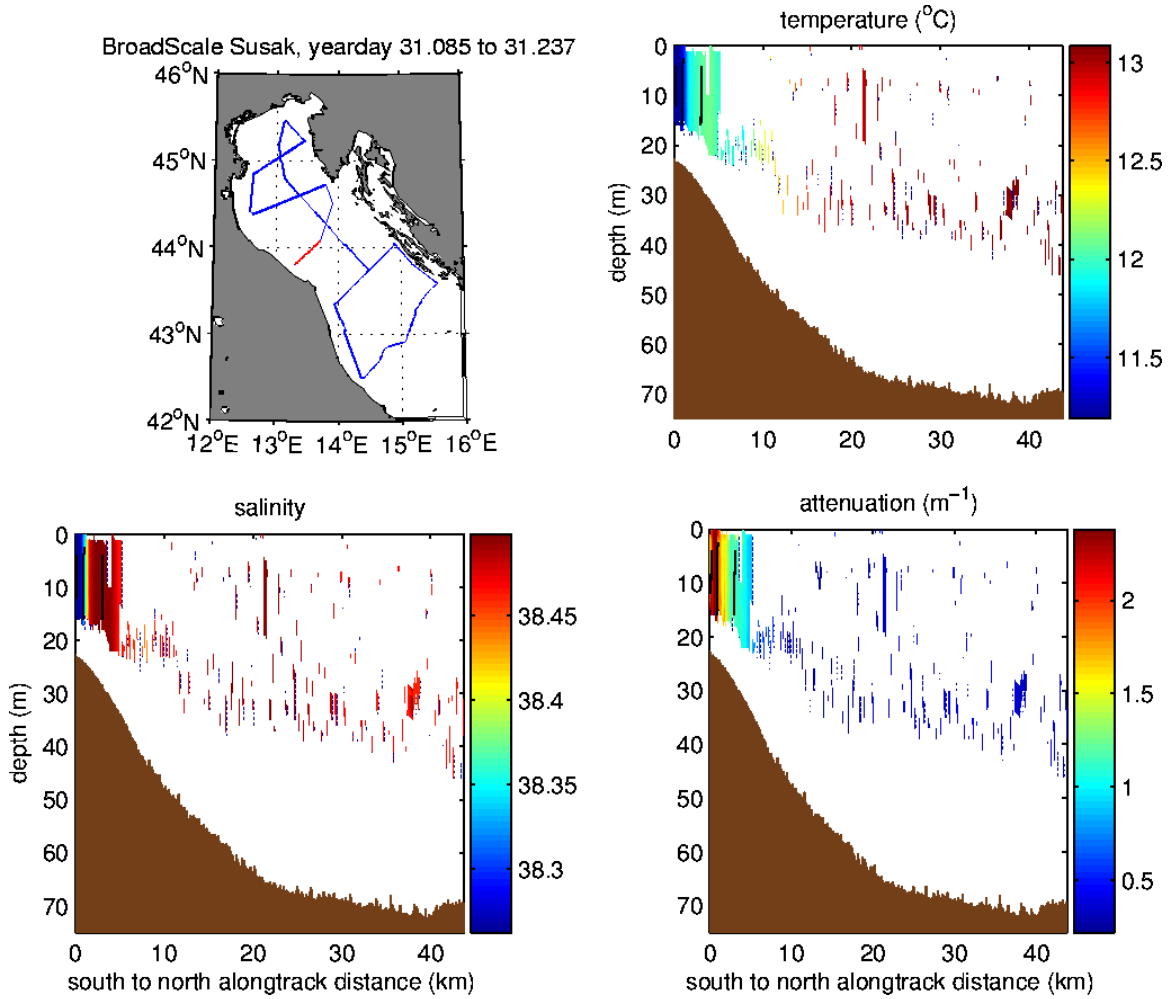 BroadScale Susak, yearday 31.085 to 31.237
46°N
45°N
44°N
43°N
42°N
12°E 13°E 14°E 15°E 16°E
temperature (°C)
0
10
20
30
40
50
60
70
depth (m)
0 10 20 30 40
13
12.5
12
11.5
salinity
0
10
20
30
40
50
60
70
depth (m)
0 10 20 30 40
south to north alongtrack distance (km)
38.45
38.4
38.35
38.3
attenuation (m⁻¹)
0
10
20
30
40
50
60
70
0 10 20 30 40
south to north alongtrack distance (km)
2
1.5
1
0.5